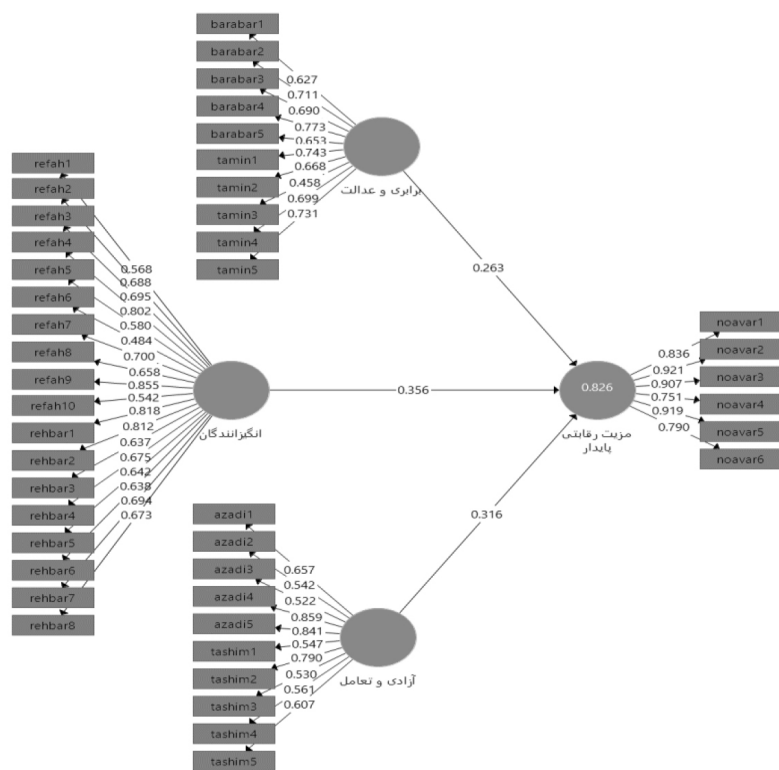 barabar1
barabar2
barabar3
barabar4
barabar5
tamin1
tamin2
tamin3
tamin4
tamin5
0.627
0.711
0.690
0.773
0.653
0.743
0.668
0.458
0.699
0.731
برابری و عدالت
refah1
refah2
refah3
refah4
refah5
refah6
refah7
refah8
refah9
refah10
rehbar1
rehbar2
rehbar3
rehbar4
rehbar5
rehbar6
rehbar7
rehbar8
0.568
0.688
0.695
0.802
0.580
0.484
0.700
0.658
0.855
0.542
0.818
0.812
0.637
0.675
0.642
0.638
0.694
0.673
انگیزانندگان
azadi1
azadi2
azadi3
azadi4
azadi5
tashim1
tashim2
tashim3
tashim4
tashim5
0.657
0.542
0.522
0.859
0.841
0.547
0.790
0.530
0.561
0.607
آزادی و تعامل
0.263
0.356
0.316
0.826
مزیت رقابتی
پایدار
0.836
0.921
0.907
0.751
0.919
0.790
noavar1
noavar2
noavar3
noavar4
noavar5
noavar6